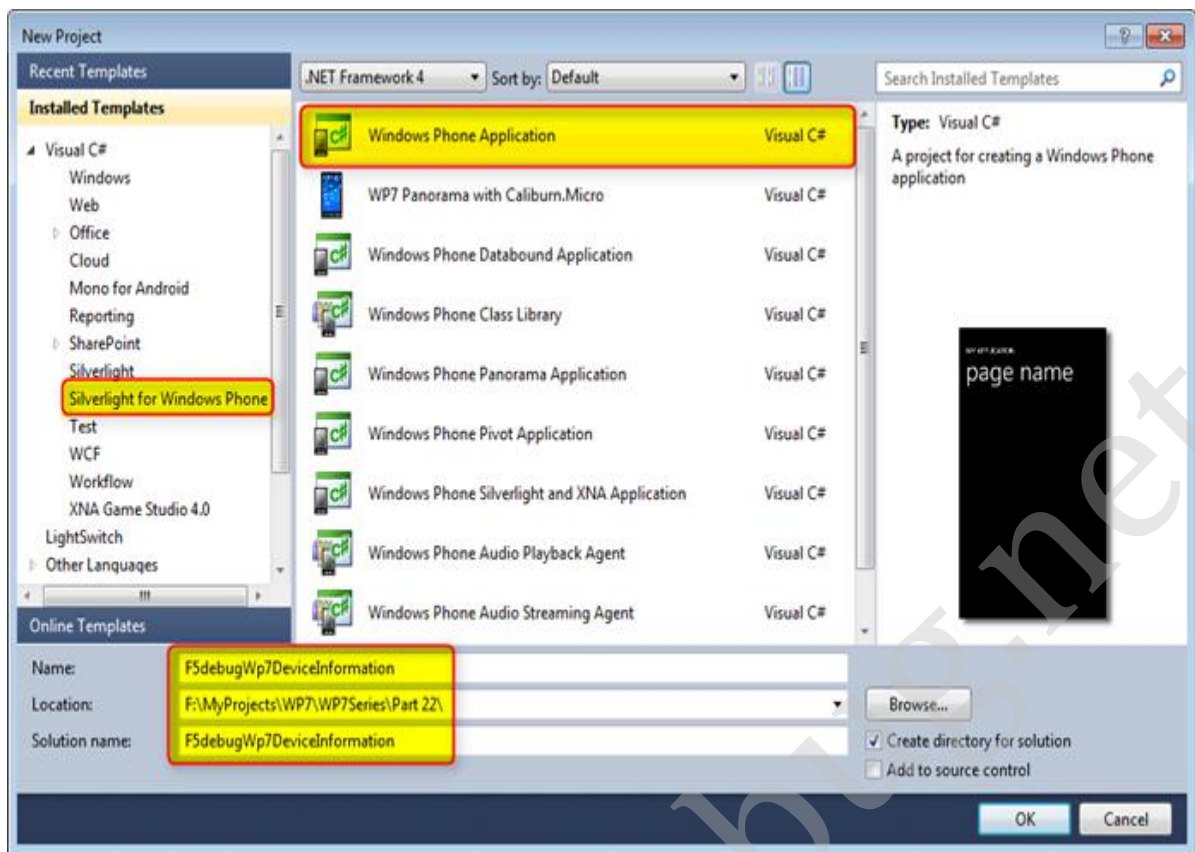 New Project
Recent Templates
Installed Templates
Visual C#
Windows
Web
Office
Cloud
Mono for Android
Reporting
SharePoint
Silverlight
Silverlight for Windows Phone
Test
WCF
Workflow
XNA Game Studio 4.0
LightSwitch
Other Languages
Online Templates
.NET Framework 4
Sort by: Default
Windows Phone Application Visual C#
WP7 Panorama with Caliburn.Micro Visual C#
Windows Phone Databound Application Visual C#
Windows Phone Class Library Visual C#
Windows Phone Panorama Application Visual C#
Windows Phone Pivot Application Visual C#
Windows Phone Silverlight and XNA Application Visual C#
Windows Phone Audio Playback Agent Visual C#
Windows Phone Audio Streaming Agent Visual C#
Search Installed Templates
Type: Visual C#
A project for creating a Windows Phone
application
MY APPLICATION
page name
Name: F5debugWp7DeviceInformation
Location: F:\MyProjects\WP7\WP7Series\Part 22\
Solution name: F5debugWp7DeviceInformation
Browse...
Create directory for solution
Add to source control
OK Cancel
bug.net